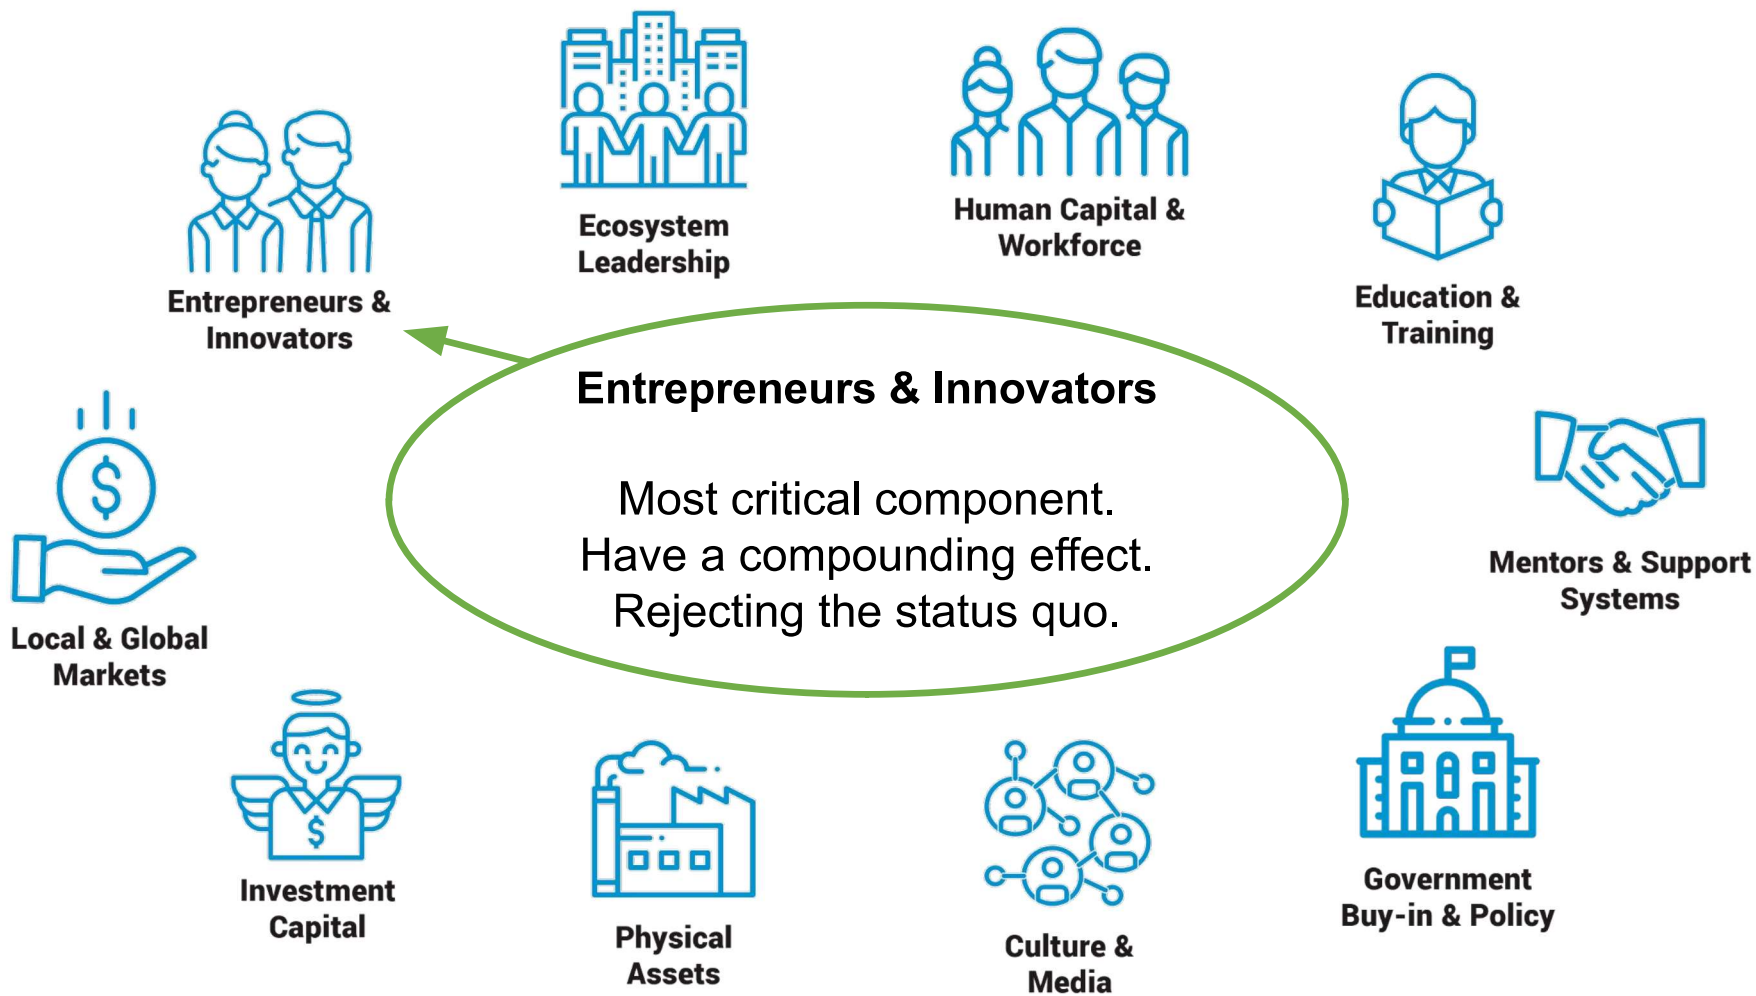 Ecosystem
Leadership
Human Capital &
Workforce
Entrepreneurs &
Innovators
Education &
Training
Entrepreneurs & Innovators
Most critical component.
Have a compounding effect.
Rejecting the status quo.
$
Local & Global
Markets
Mentors & Support
Systems
$
Investment
Capital
Physical
Assets
Culture &
Media
Government
Buy-in & Policy